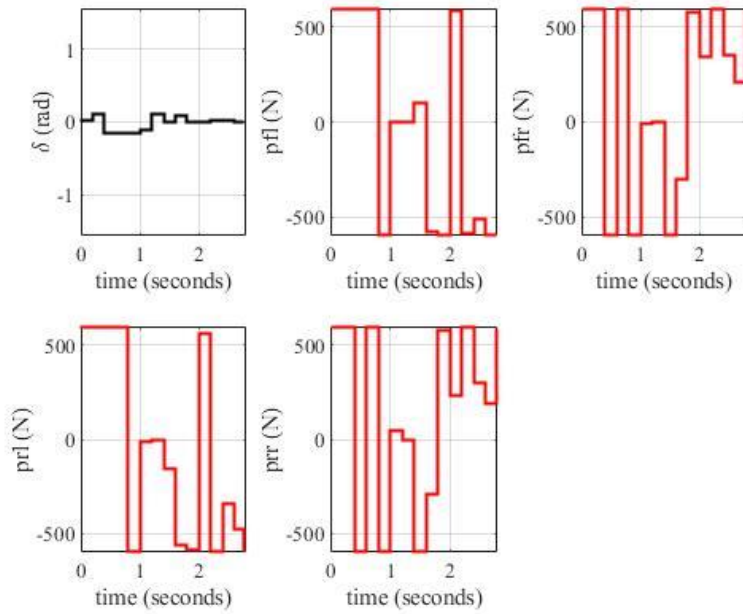 1
0
-1
δ (rad)
0 1 2
time (seconds)
500
0
-500
pfl (N)
0 1 2
time (seconds)
500
0
-500
pfr (N)
0 1 2
time (seconds)
500
0
-500
prl (N)
0 1 2
time (seconds)
500
0
-500
prr (N)
0 1 2
time (seconds)